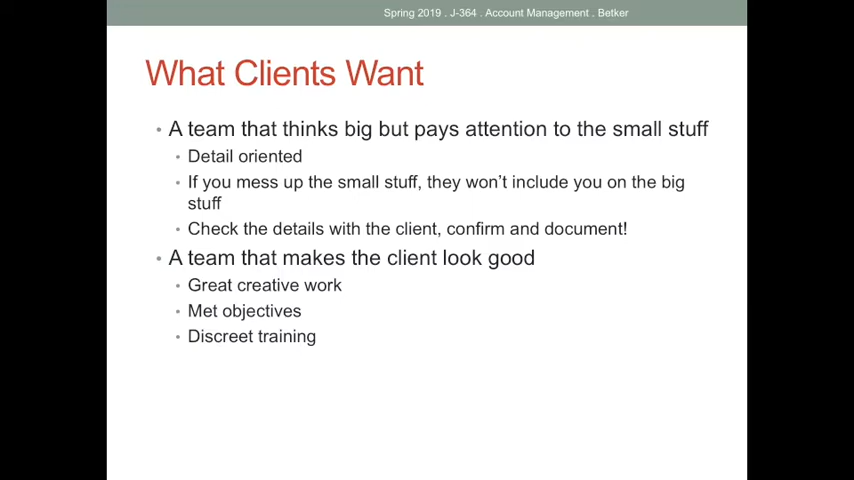 Spring 2019 . J-364 . Account Management . Betker
What Clients Want
• A team that thinks big but pays attention to the small stuff
• Detail oriented
• If you mess up the small stuff, they won't include you on the big
stuff
• Check the details with the client, confirm and document!
• A team that makes the client look good
• Great creative work
• Met objectives
• Discreet training